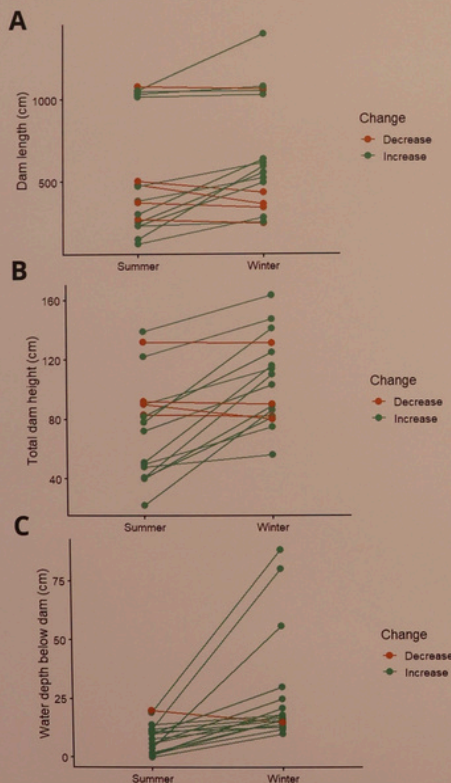 A
Dam length (cm)
1000
500
Summer
Winter
Change
Decrease
Increase
B
Total dam height (cm)
160
120
80
40
Summer
Winter
Change
Decrease
Increase
C
Water depth below dam (cm)
75
50
25
0
Summer
Winter
Change
Decrease
Increase